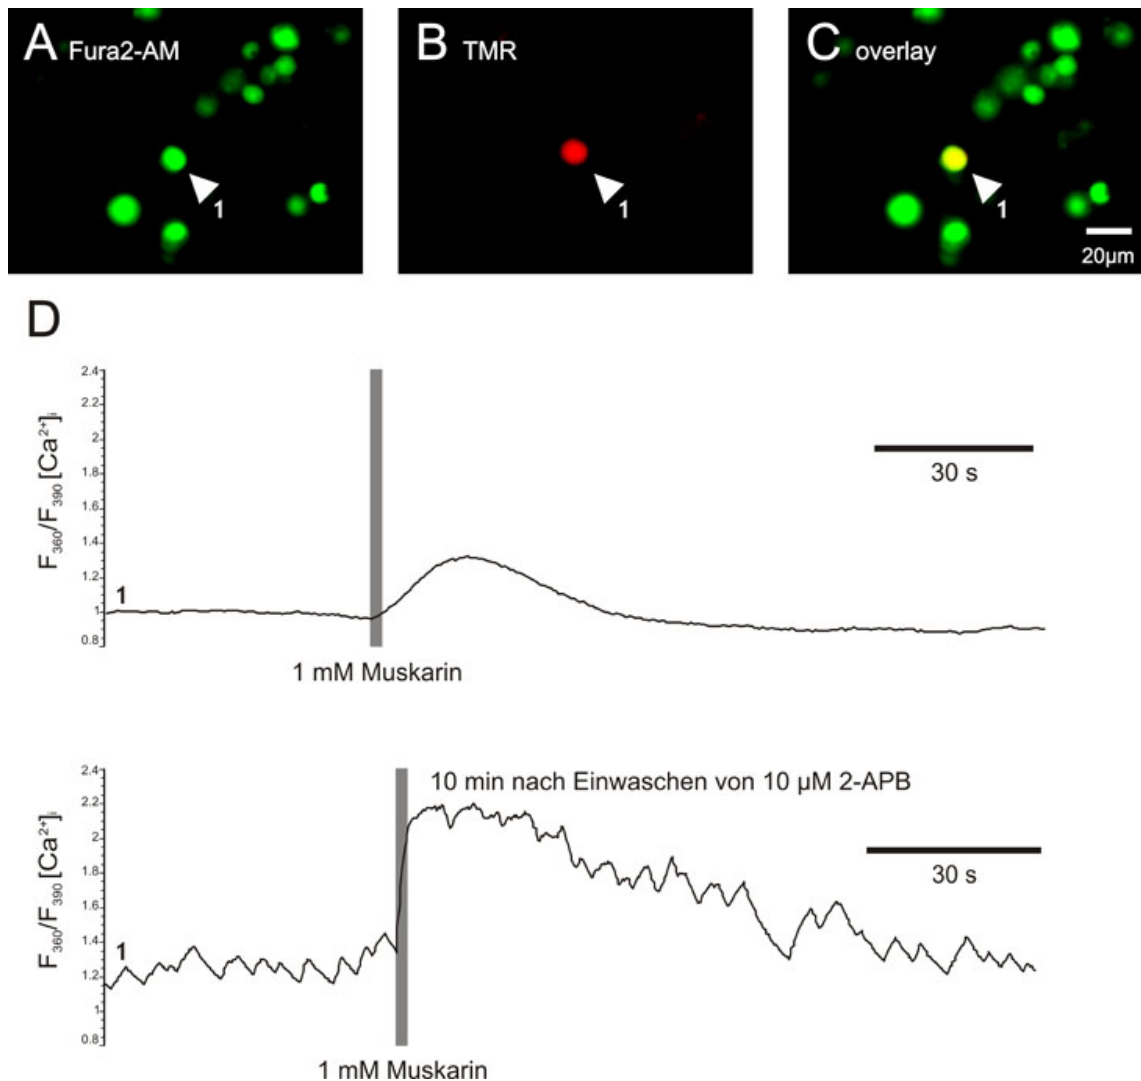 A Fura2-AM
1
B TMR
1
C overlay
1
20µm
D
F360/F390 [Ca2+]i
2.4
2.2
2
1.8
1.6
1.4
1.2
1
0.8
1
30 s
1 mM Muskarin
F360/F390 [Ca2+]i
2.4
2.2
2
1.8
1.6
1.4
1.2
1
0.8
1
10 min nach Einwaschen von 10 µM 2-APB
30 s
1 mM Muskarin